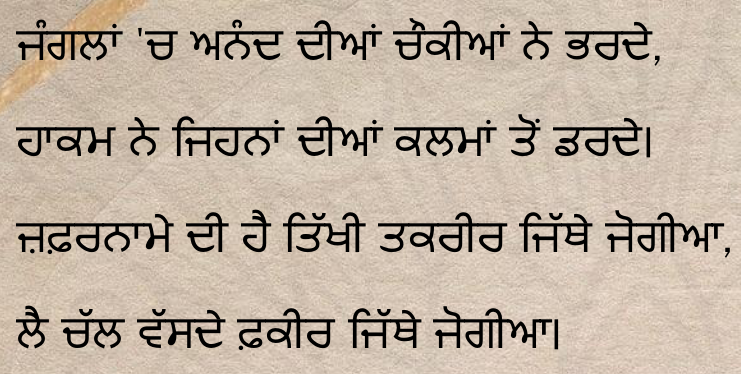 ਜੰਗਲਾਂ 'ਚ ਅਨੰਦ ਦੀਆਂ ਚੌਕੀਆਂ ਨੇ ਭਰਦੇ,
ਹਾਕਮ ਨੇ ਜਿਹਨਾਂ ਦੀਆਂ ਕਲਮਾਂ ਤੋਂ ਡਰਦੇ।
ਜ਼ਫ਼ਰਨਾਮੇ ਦੀ ਹੈ ਤਿੱਖੀ ਤਕਰੀਰ ਜਿੱਥੇ ਜੋਗੀਆ,
ਲੈ ਚੱਲ ਵੱਸਦੇ ਫ਼ਕੀਰ ਜਿੱਥੇ ਜੋਗੀਆ।